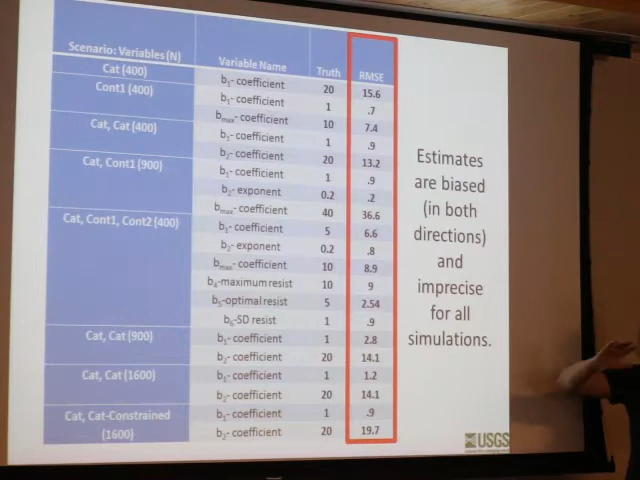 Scenario: Variables (N) Variable Name Truth RMSE
Cat (400) b1- coefficient 20 15.6
Cont1 (400) b1- coefficient 1 .7
bmax- coefficient 10 7.4
Cat, Cat (400) b1- coefficient 1 .9
b2- coefficient 20 13.2
Cat, Cont1 (900) b1- coefficient 1 .9
b2- exponent 0.2 .2
bmax- coefficient 40 36.6
Cat, Cont1, Cont2 (400) b1- coefficient 5 6.6
b2- exponent 0.2 .8
bmax- coefficient 10 8.9
b4-maximum resist 10 9
b5-optimal resist 5 2.54
b6-SD resist 1 .9
Cat, Cat (900) b1- coefficient 1 2.8
b2- coefficient 20 14.1
Cat, Cat (1600) b1- coefficient 1 1.2
b2- coefficient 20 14.1
Cat, Cat-Constrained b1- coefficient 1 .9
(1600) b2- coefficient 20 19.7
Estimates
are biased
(in both
directions)
and
imprecise
for all
simulations.
USGS